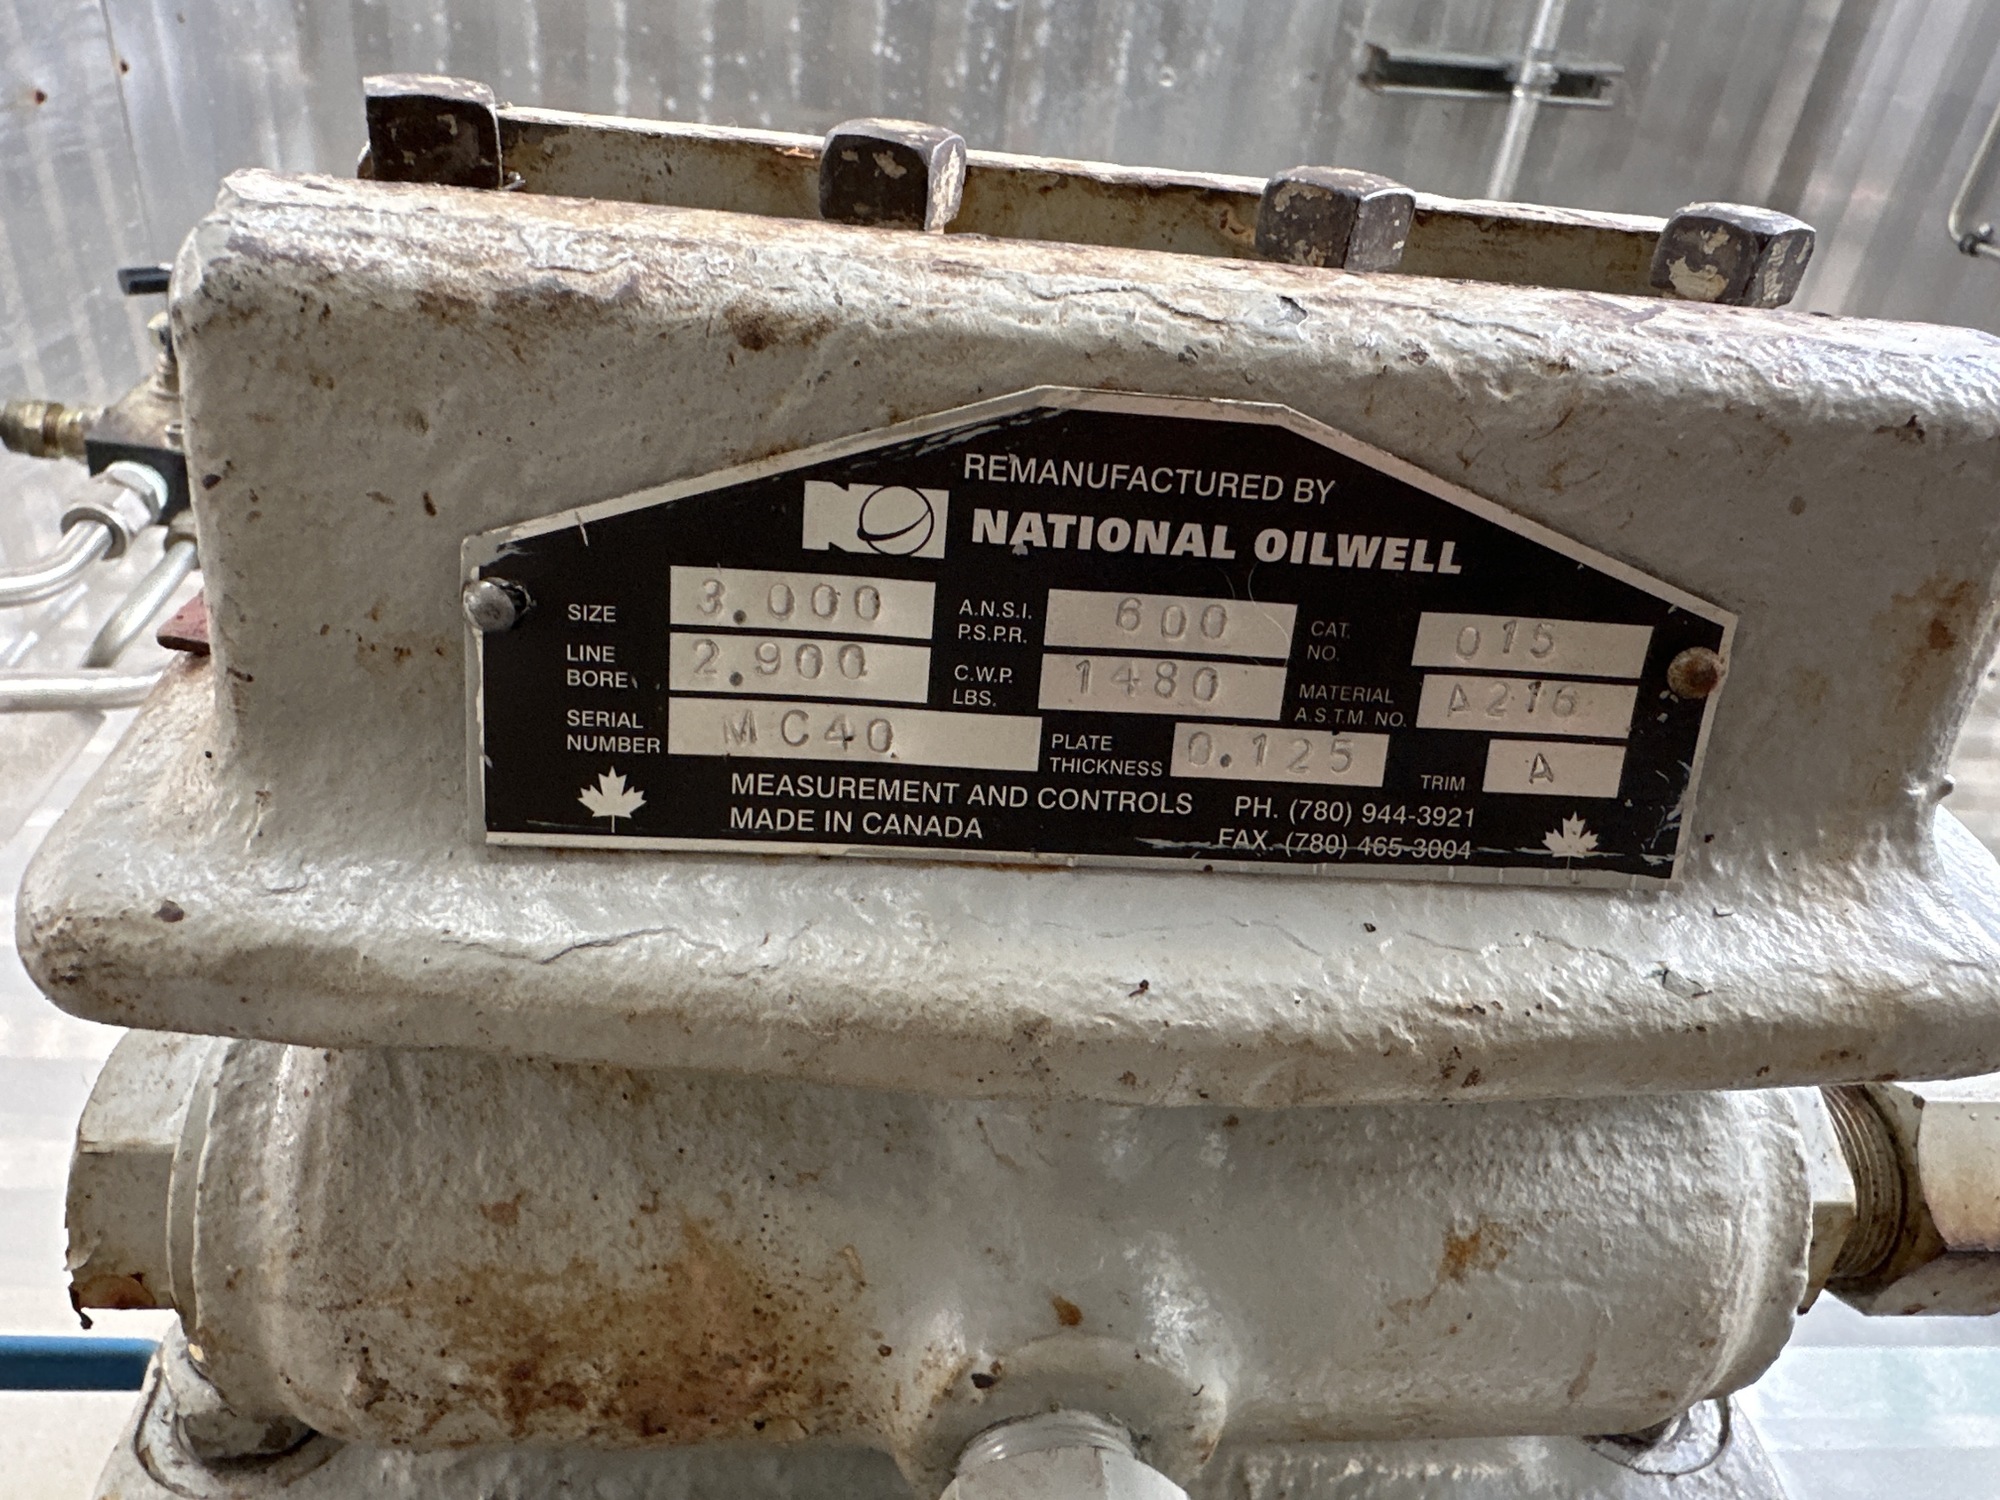 REMANUFACTURED BY
NO NATIONAL OILWELL
SIZE 3.000 A.N.S.I. P.S.P.R. 600 CAT. NO. 015
LINE BORE 2.900 C.W.P. LBS. 1480 MATERIAL A.S.T.M. NO. A216
SERIAL NUMBER MC40 PLATE THICKNESS 0.125 TRIM A
MEASUREMENT AND CONTROLS PH. (780) 944-3921
MADE IN CANADA FAX. (780) 465-3004